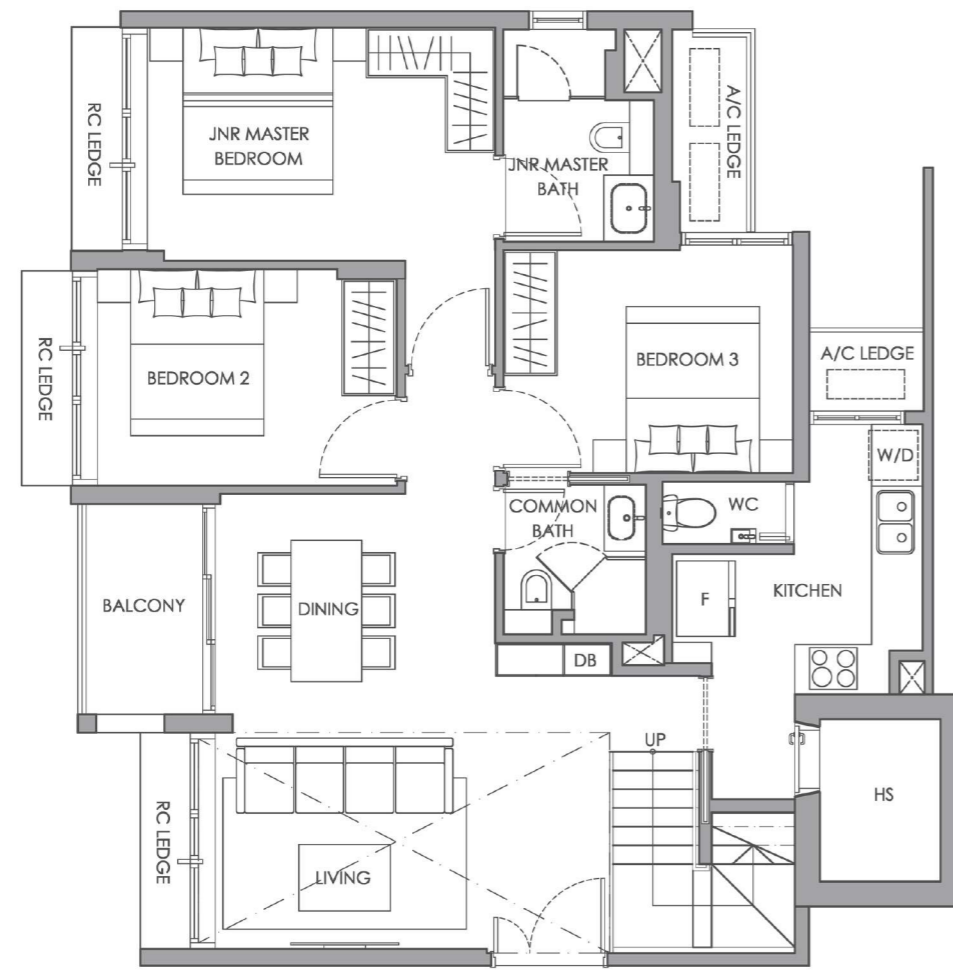 RC LEDGE
JNR MASTER
BEDROOM
JNR MASTER
BATH
A/C LEDGE
RC LEDGE
BEDROOM 2
BEDROOM 3
A/C LEDGE
W/D
COMMON
BATH
WC
BALCONY
DINING
F
KITCHEN
DB
UP
HS
RC LEDGE
LIVING